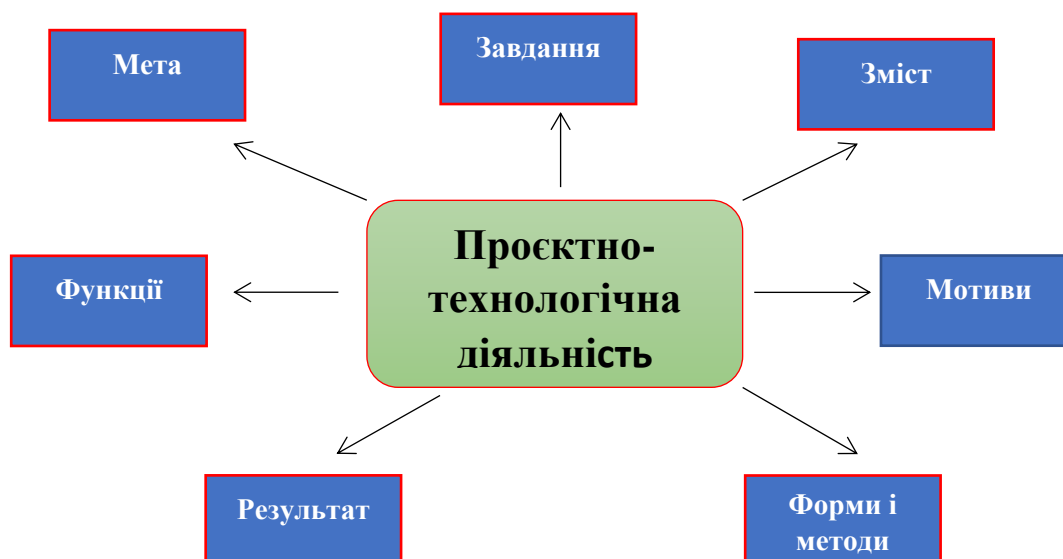 Завдання
Мета
Зміст
Проєктно-
технологічна
діяльність
Функції
Мотиви
Результат
Форми і
методи